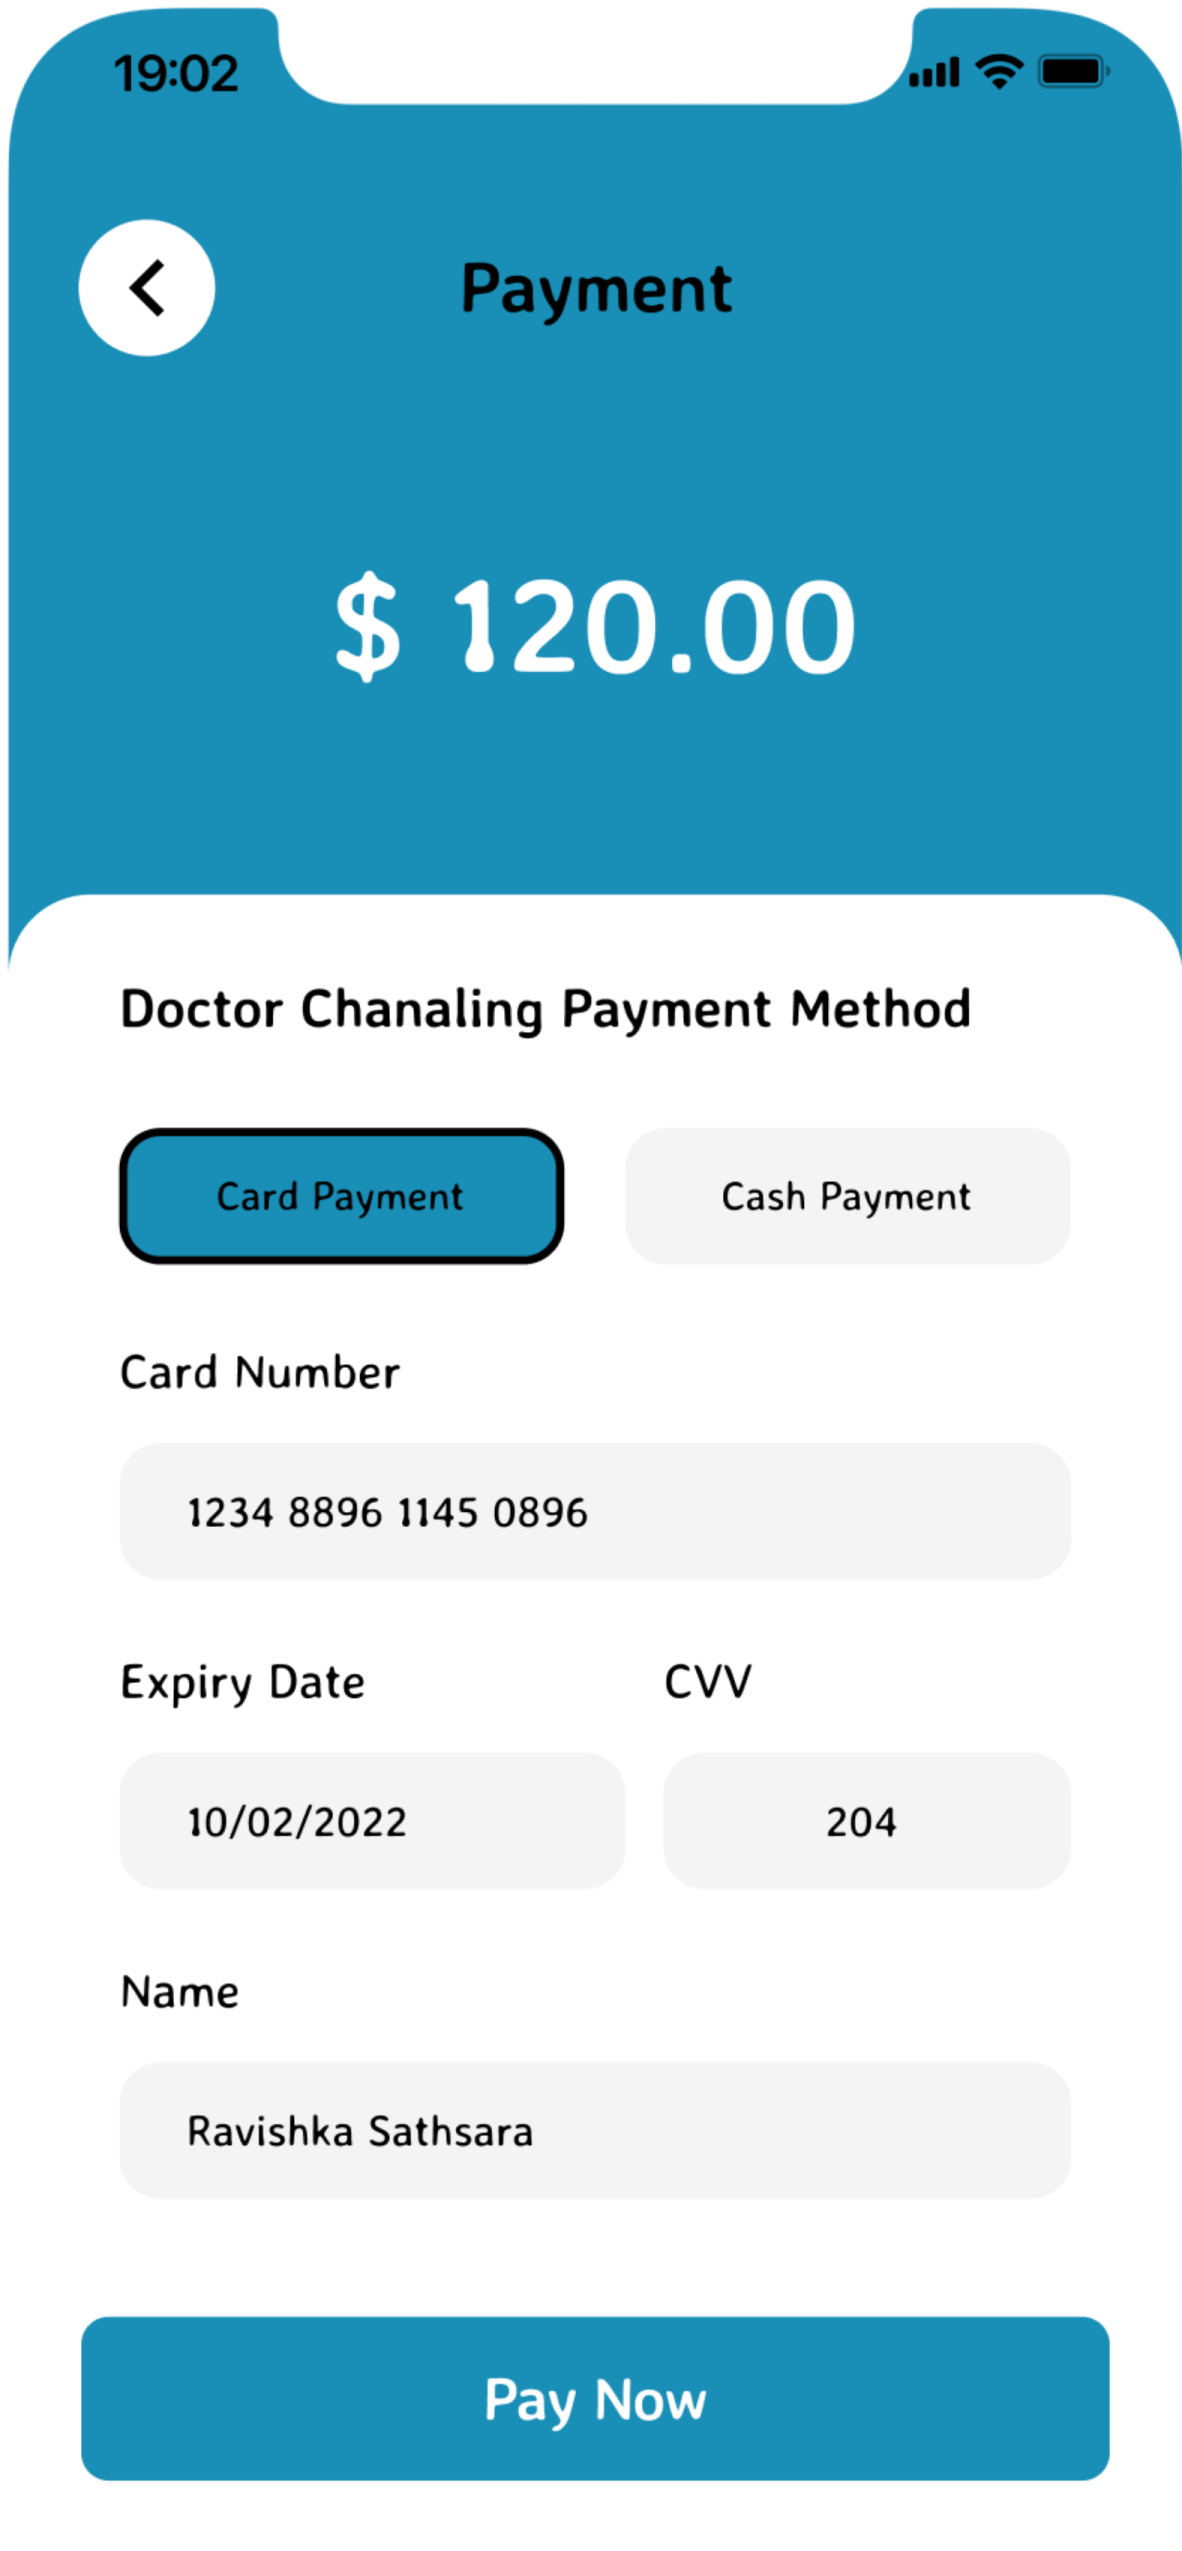 19:02
Payment
$ 120.00
Doctor Chanaling Payment Method
Card Payment
Cash Payment
Card Number
1234 8896 1145 0896
Expiry Date
CVV
10/02/2022
204
Name
Ravishka Sathsara
Pay Now